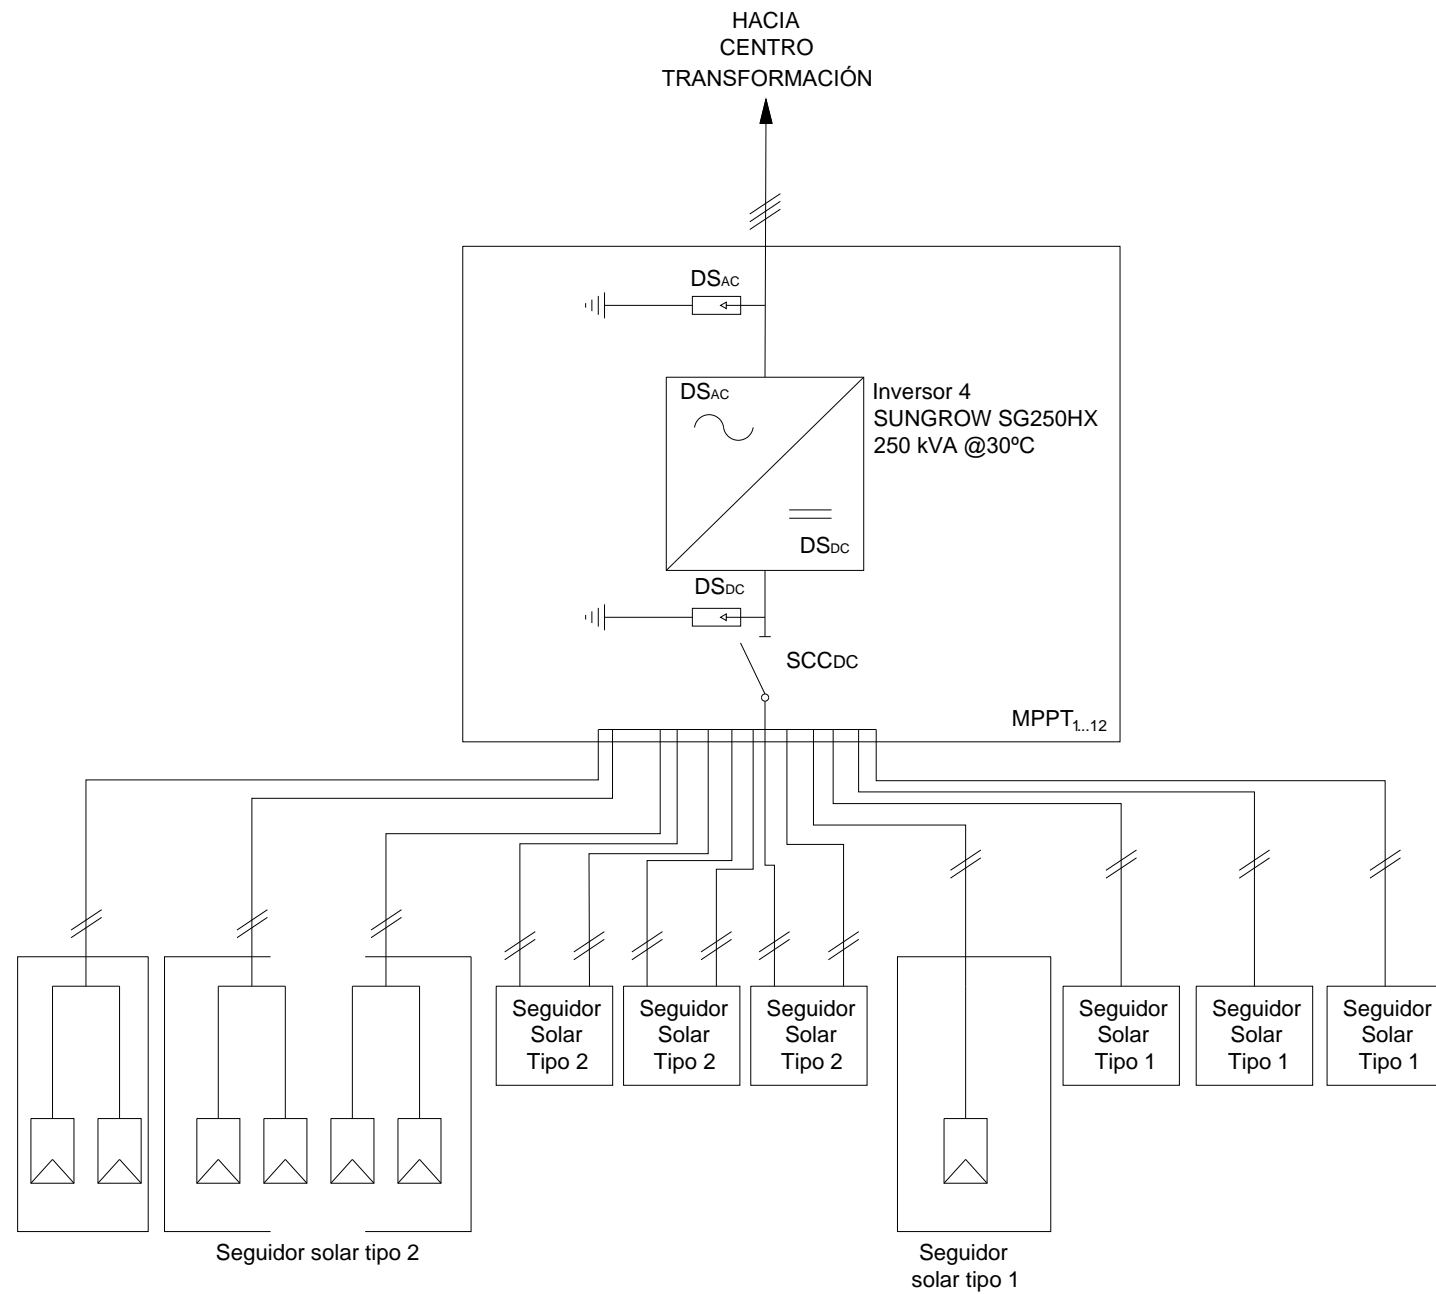 HACIA
CENTRO
TRANSFORMACIÓN
DSAC
DSAC
Inversor 4
SUNGROW SG250HX
250 kVA @30ºC
DSDC
DSDC
SCCDC
MPPT1...12
Seguidor
Solar
Tipo 2
Seguidor
Solar
Tipo 2
Seguidor
Solar
Tipo 2
Seguidor
Solar
Tipo 1
Seguidor
Solar
Tipo 1
Seguidor
Solar
Tipo 1
Seguidor solar tipo 2
Seguidor
solar tipo 1